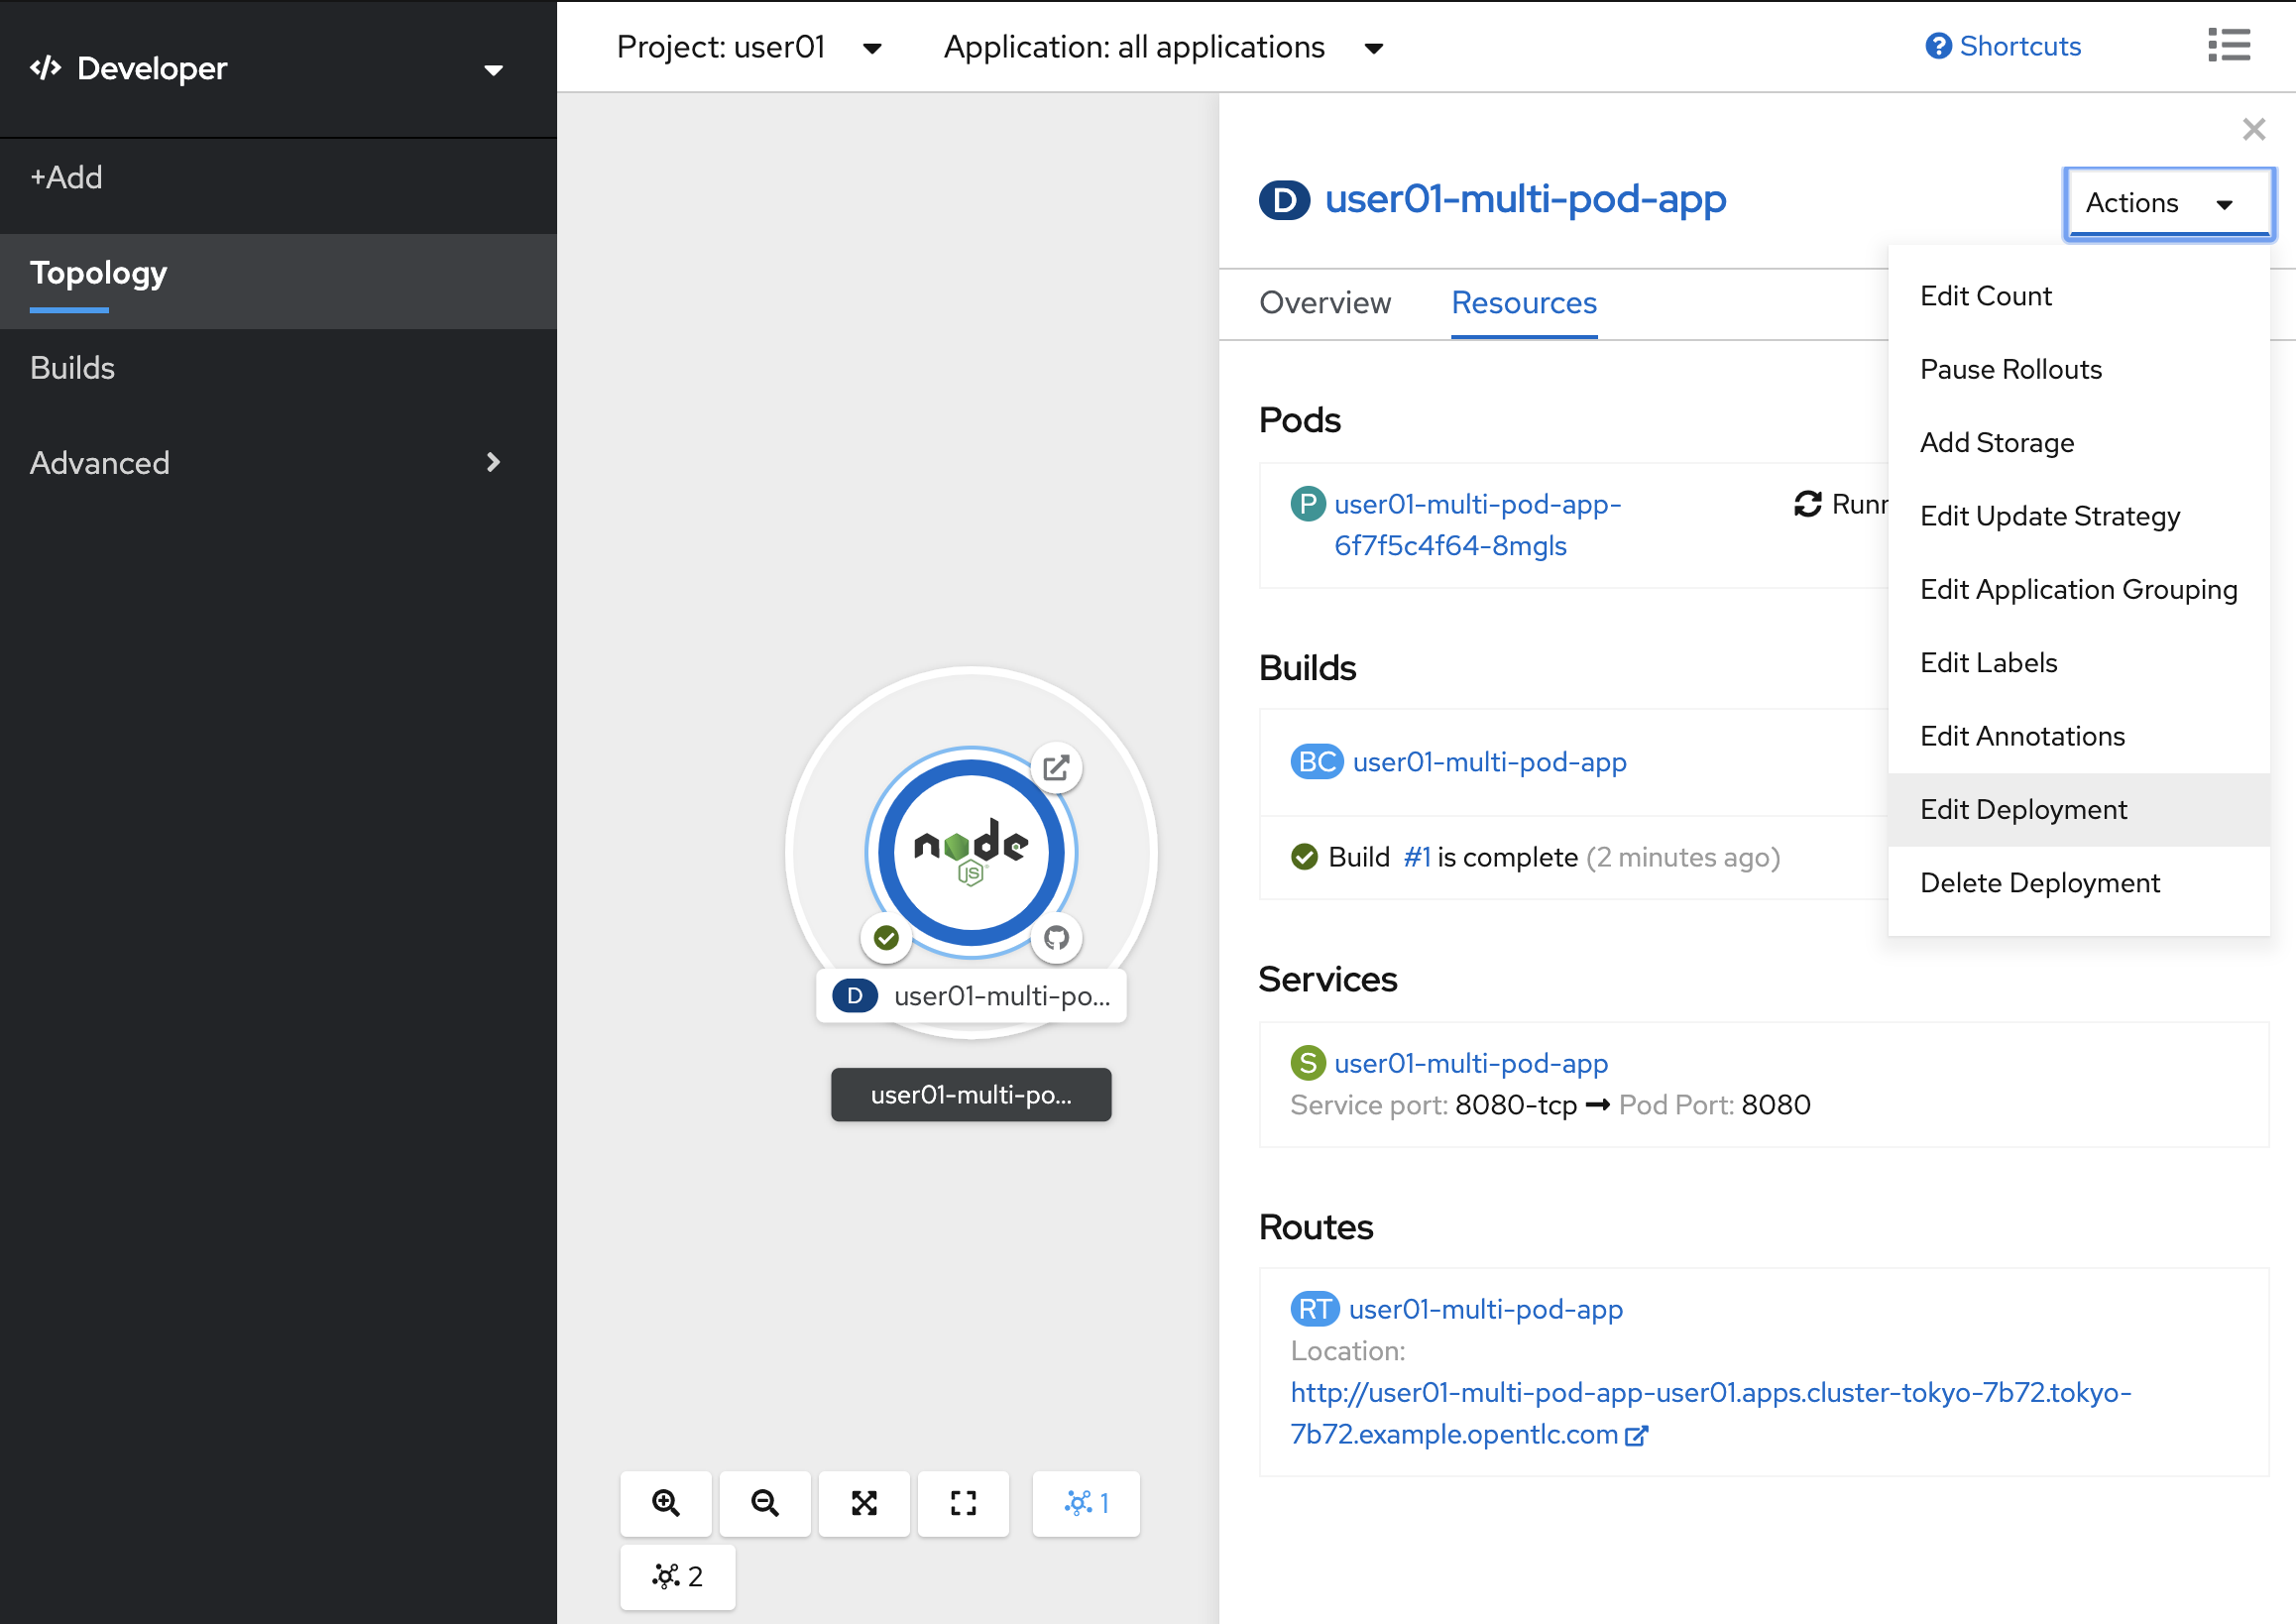 Developer
+Add
Topology
Builds
Advanced
Project: user01
Application: all applications
Shortcuts
D user01-multi-pod-app
Actions
Overview
Resources
Edit Count
Pause Rollouts
Add Storage
Edit Update Strategy
Edit Application Grouping
Edit Labels
Edit Annotations
Edit Deployment
Delete Deployment
Pods
P user01-multi-pod-app-
6f7f5c4f64-8mgls
Builds
BC user01-multi-pod-app
Build #1 is complete (2 minutes ago)
Services
S user01-multi-pod-app
Service port: 8080-tcp → Pod Port: 8080
Routes
RT user01-multi-pod-app
Location:
http://user01-multi-pod-app-user01.apps.cluster-tokyo-7b72.tokyo-
7b72.example.opentlc.com
node
JS
D user01-multi-po...
user01-multi-po...
1
2